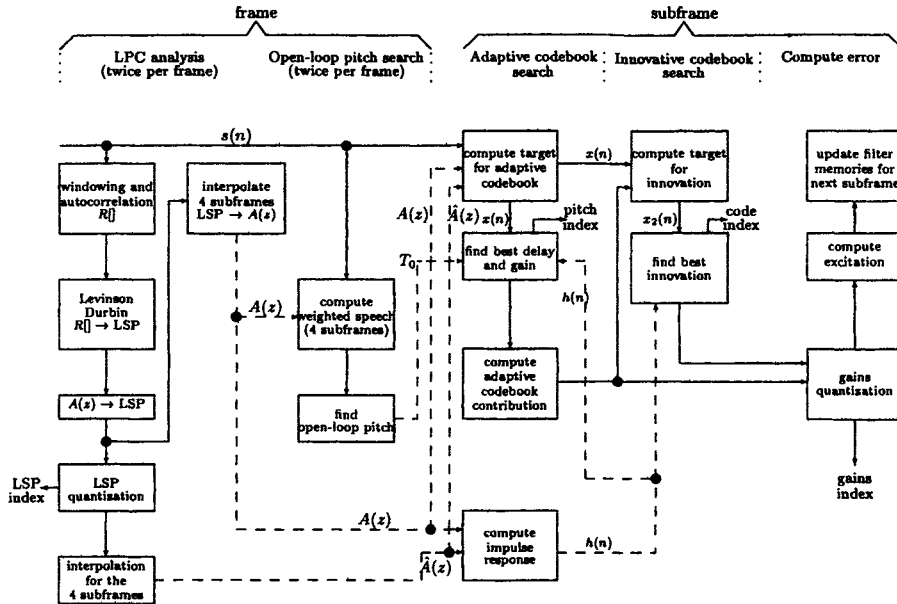 frame
subframe
LPC analysis
(twice per frame)
Open-loop pitch search
(twice per frame)
Adaptive codebook
search
Innovative codebook
search
Compute error
s(n)
windowing and
autocorrelation
R[]
interpolate
4 subframes
LSP → A(z)
compute target
for adaptive
codebook
x(n)
compute target
for
innovation
update filter
memories for
next subframe
A(z)
Â(z)
x(n)
pitch
index
x₂(n)
code
index
T₀
find best delay
and gain
find best
innovation
compute
excitation
Levinson
Durbin
R[] → LSP
A(z)
compute
weighted speech
(4 subframes)
h(n)
compute
adaptive
codebook
contribution
gains
quantization
A(z) → LSP
find
open-loop pitch
LSP
index
LSP
quantization
gains
index
A(z)
compute
impulse
response
h(n)
interpolation
for the
4 subframes
Â(z)